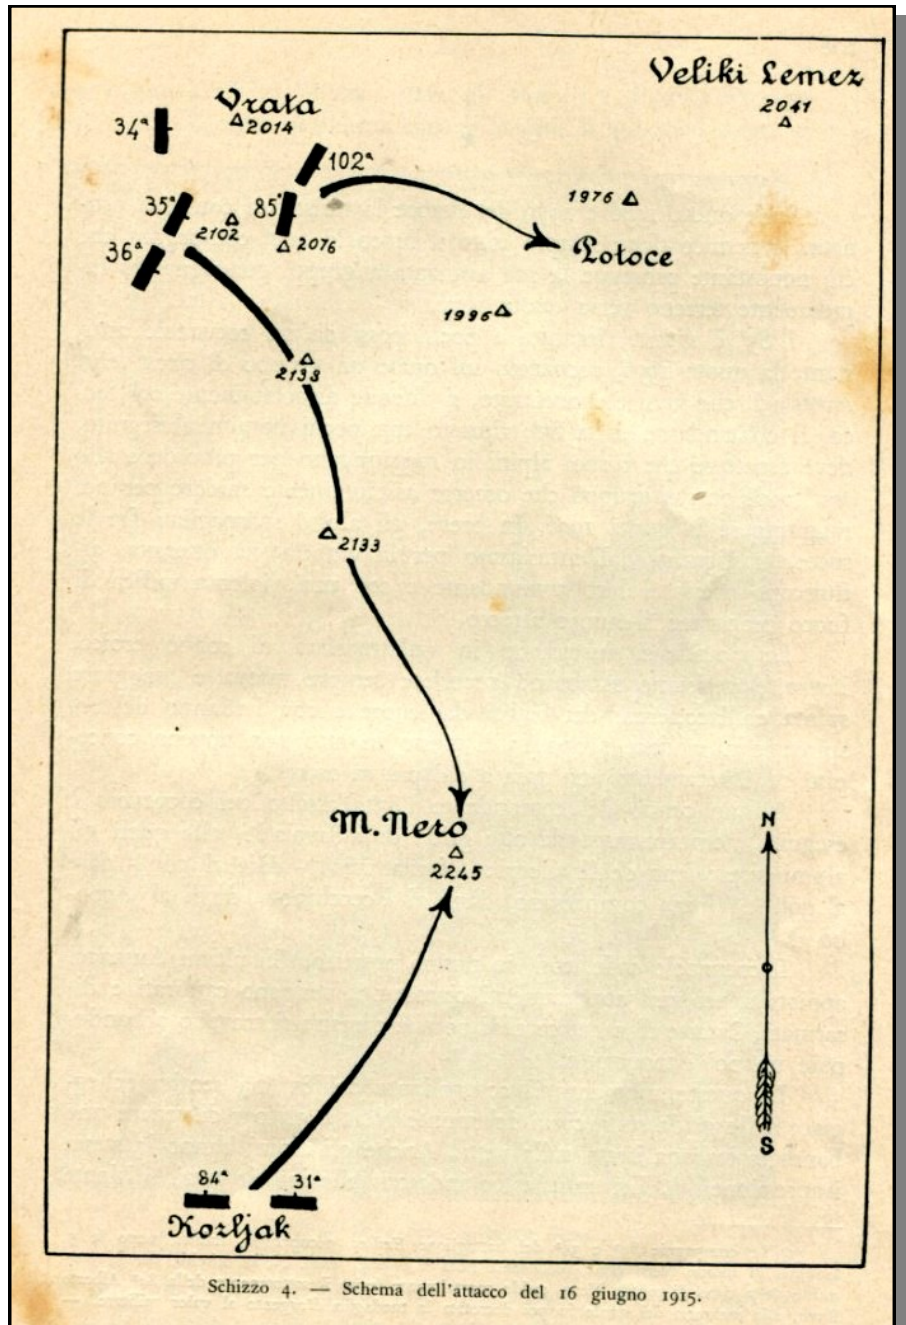 Veliki Lemez
2041
Vrata
2014
34ª
102ª
1976
35ª
85ª
2102
2076
36ª
Potoce
1996
2133
2133
M. Nero
2245
N
S
84ª
31ª
Kozljak
Schizzo 4. — Schema dell'attacco del 16 giugno 1915.